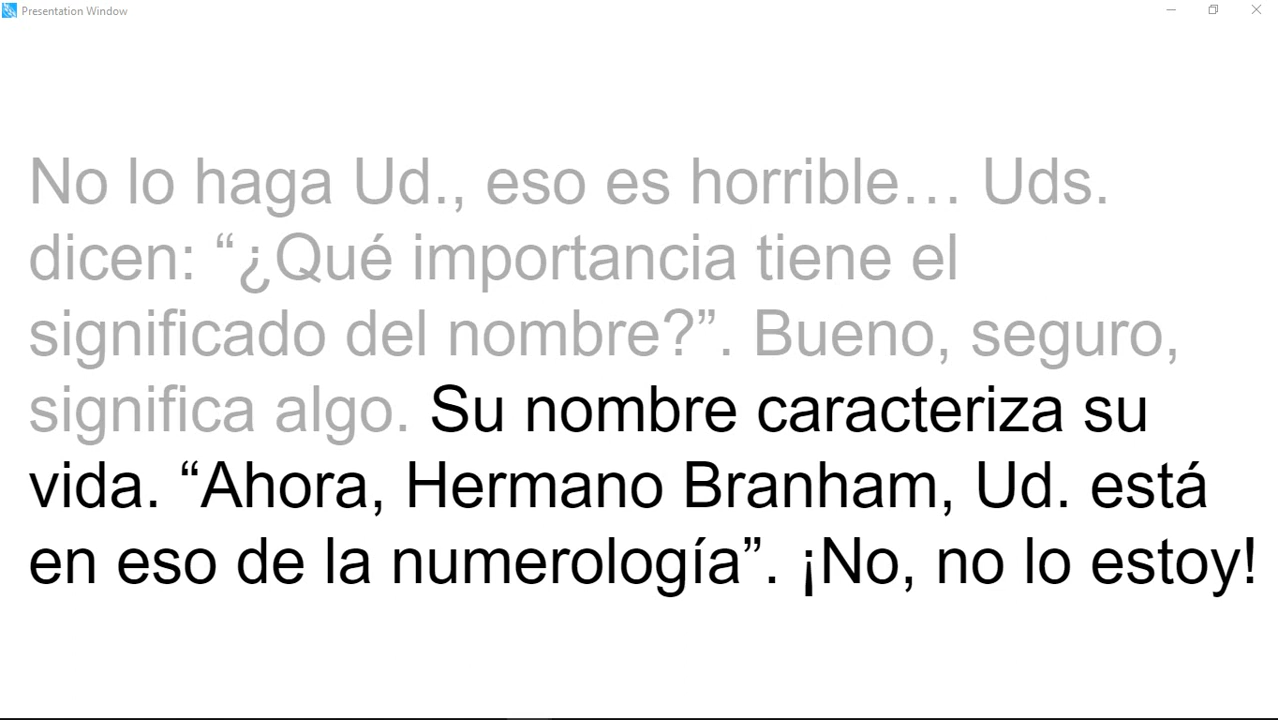 Presentation Window
No lo haga Ud., eso es horrible… Uds.
dicen: “¿Qué importancia tiene el
significado del nombre?”. Bueno, seguro,
significa algo. Su nombre caracteriza su
vida. “Ahora, Hermano Branham, Ud. está
en eso de la numerología”. ¡No, no lo estoy!